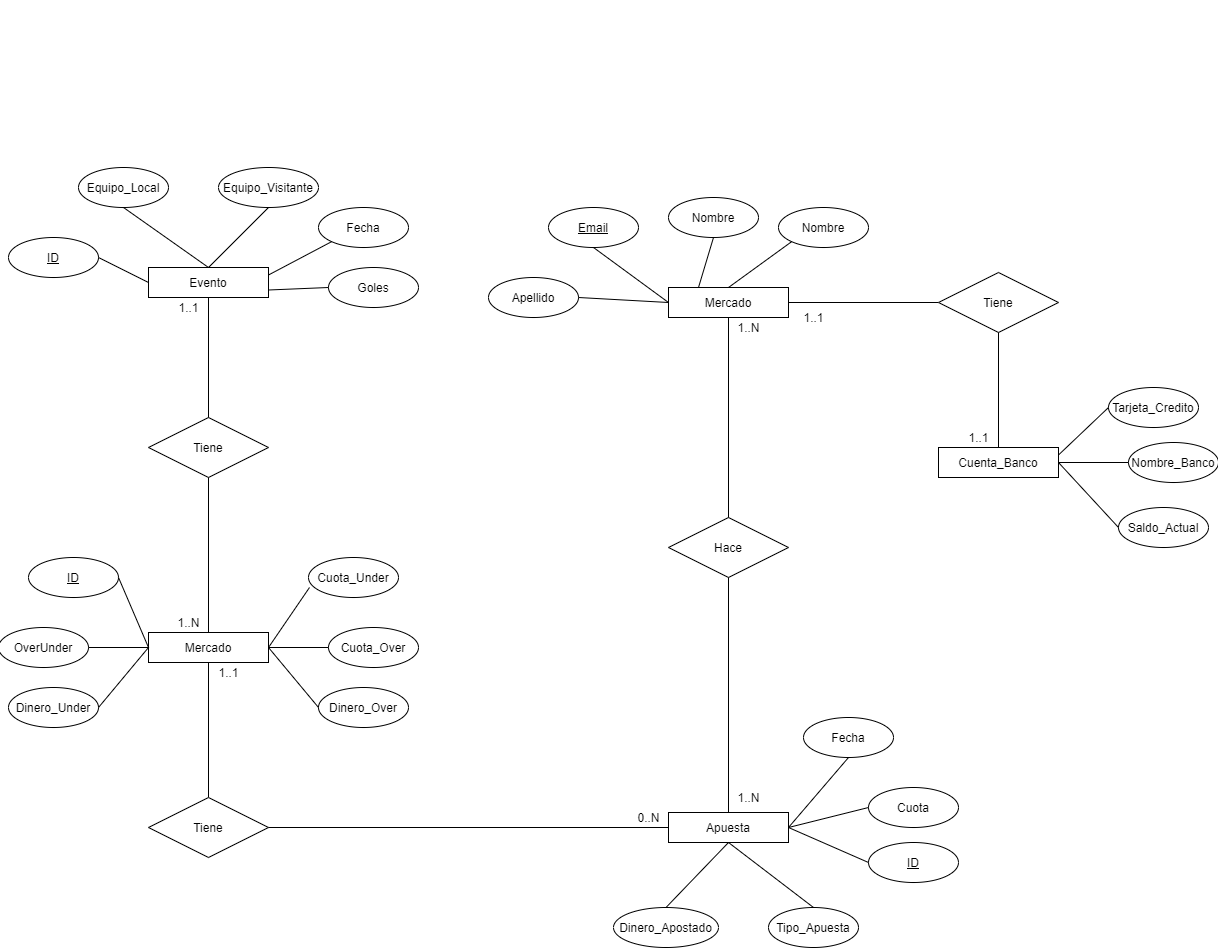 Equipo_Local
Equipo_Visitante
Fecha
ID
Evento
Goles
1..1
Tiene
1..N
ID
Cuota_Under
OverUnder
Mercado
Cuota_Over
1..1
Dinero_Under
Dinero_Over
Tiene
0..N
Email
Nombre
Nombre
Apellido
Mercado
1..1
1..N
Tiene
1..1
Cuenta_Banco
Tarjeta_Credito
Nombre_Banco
Saldo_Actual
Hace
1..N
Apuesta
Fecha
Cuota
ID
Dinero_Apostado
Tipo_Apuesta